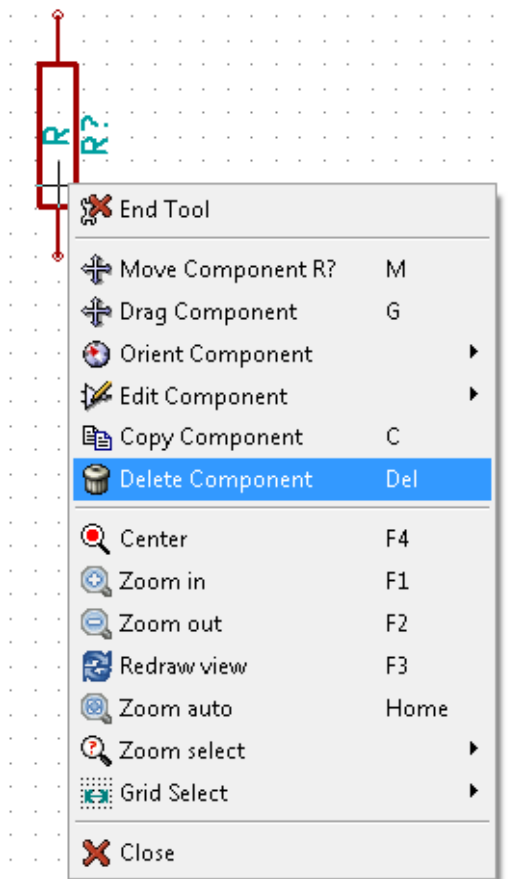 R
R?
End Tool
Move Component R? M
Drag Component G
Orient Component
Edit Component
Copy Component C
Delete Component Del
Center F4
Zoom in F1
Zoom out F2
Redraw view F3
Zoom auto Home
Zoom select
Grid Select
Close